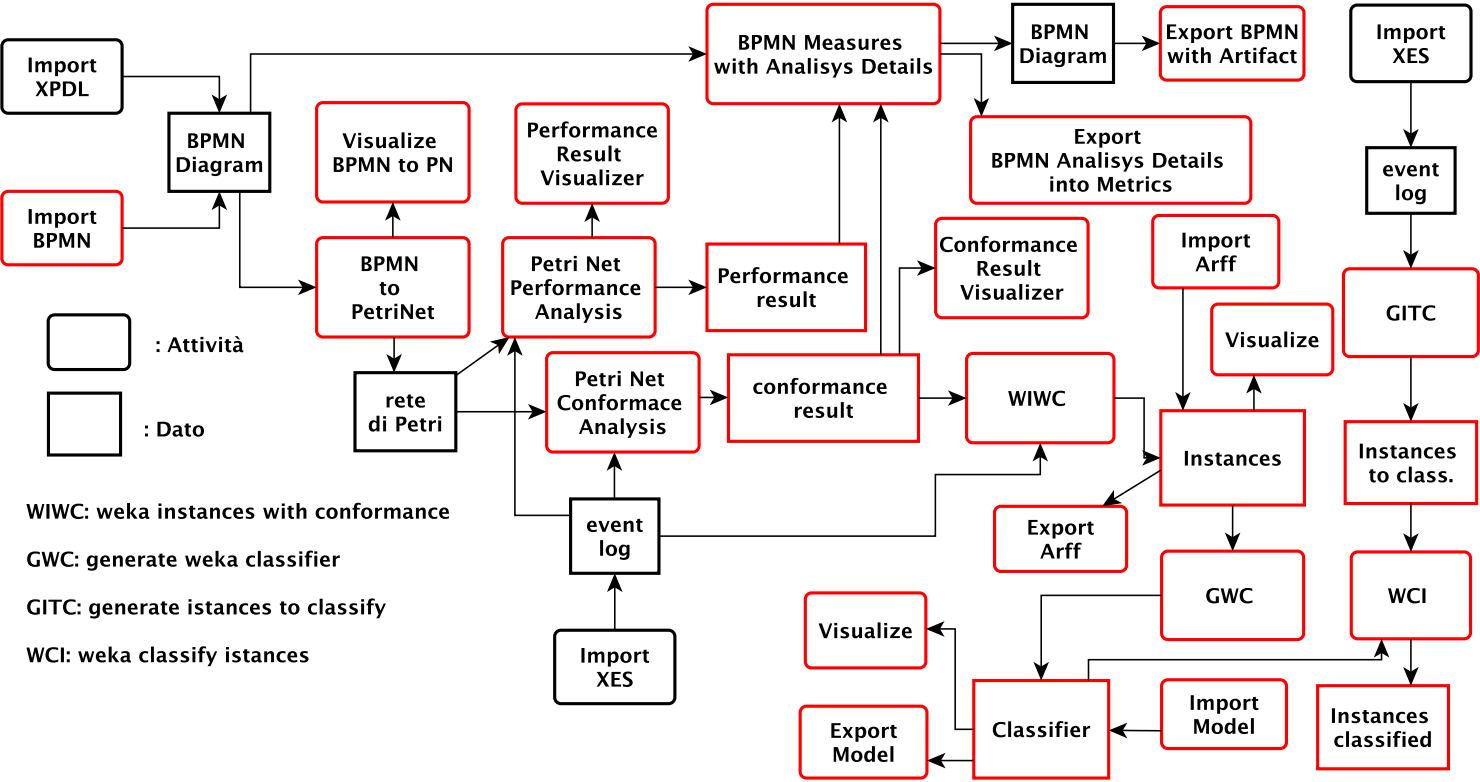 Import
XPDL
BPMN
Diagram
Import
BPMN
Visualize
BPMN to PN
BPMN
to
PetriNet
rete
di Petri
Performance
Result
Visualizer
Petri Net
Performance
Analysis
Petri Net
Conformace
Analysis
event
log
Import
XES
BPMN Measures
with Analisys Details
Performance
result
conformance
result
BPMN
Diagram
Export BPMN
with Artifact
Export
BPMN Analisys Details
into Metrics
Conformance
Result
Visualizer
WIWC
Import
Arff
Visualize
Instances
Export
Arff
GWC
Visualize
Classifier
Export
Model
Import
Model
Import
XES
event
log
GITC
Instances
to class.
WCI
Instances
classified
: Attività
: Dato
WIWC: weka instances with conformance
GWC: generate weka classifier
GITC: generate istances to classify
WCI: weka classify istances